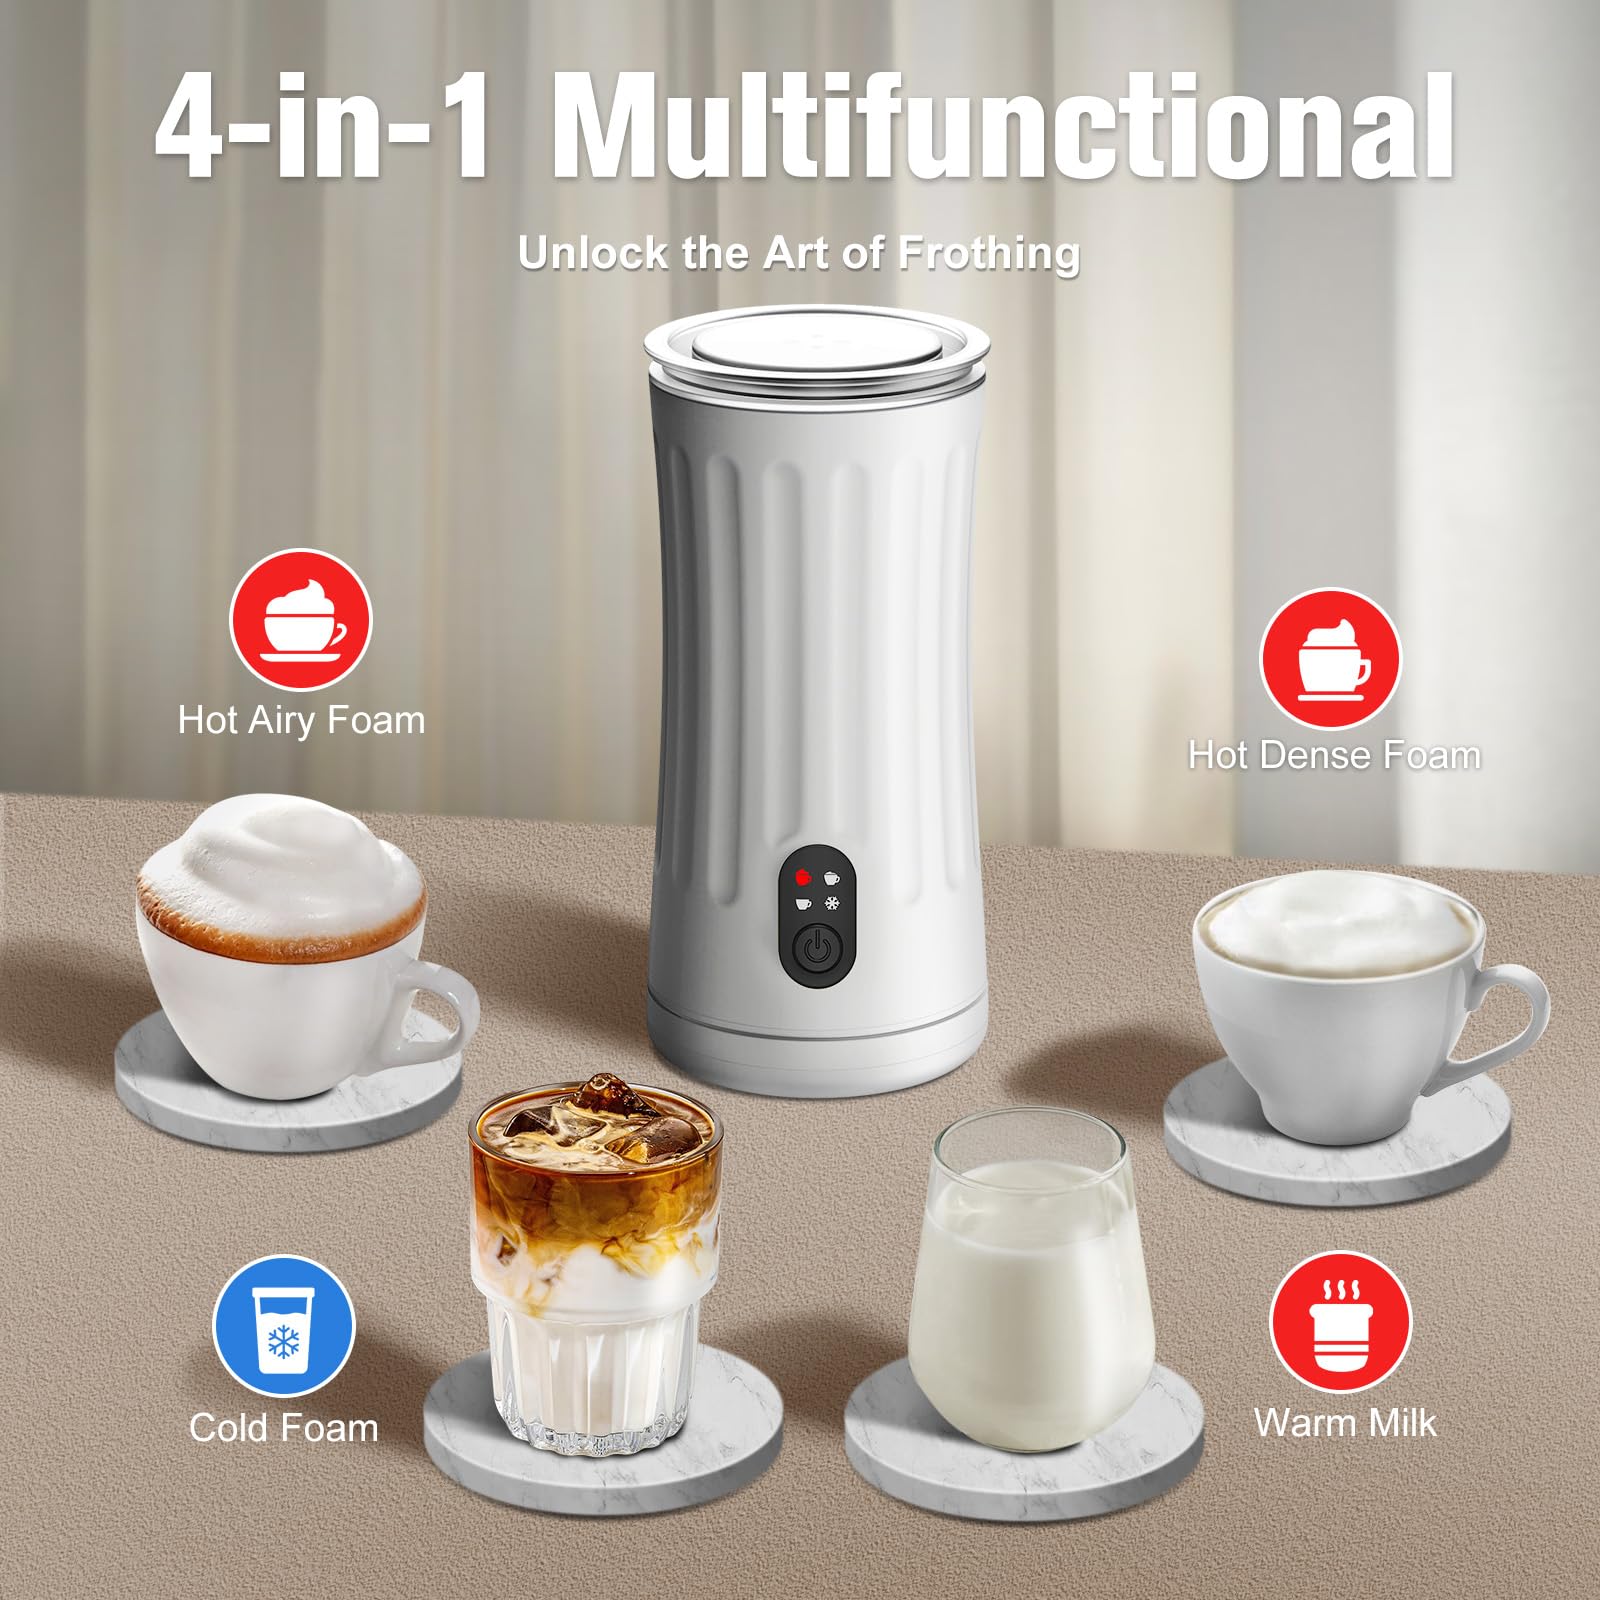 4-in-1 Multifunctional
Unlock the Art of Frothing
Hot Airy Foam
Hot Dense Foam
Cold Foam
Warm Milk